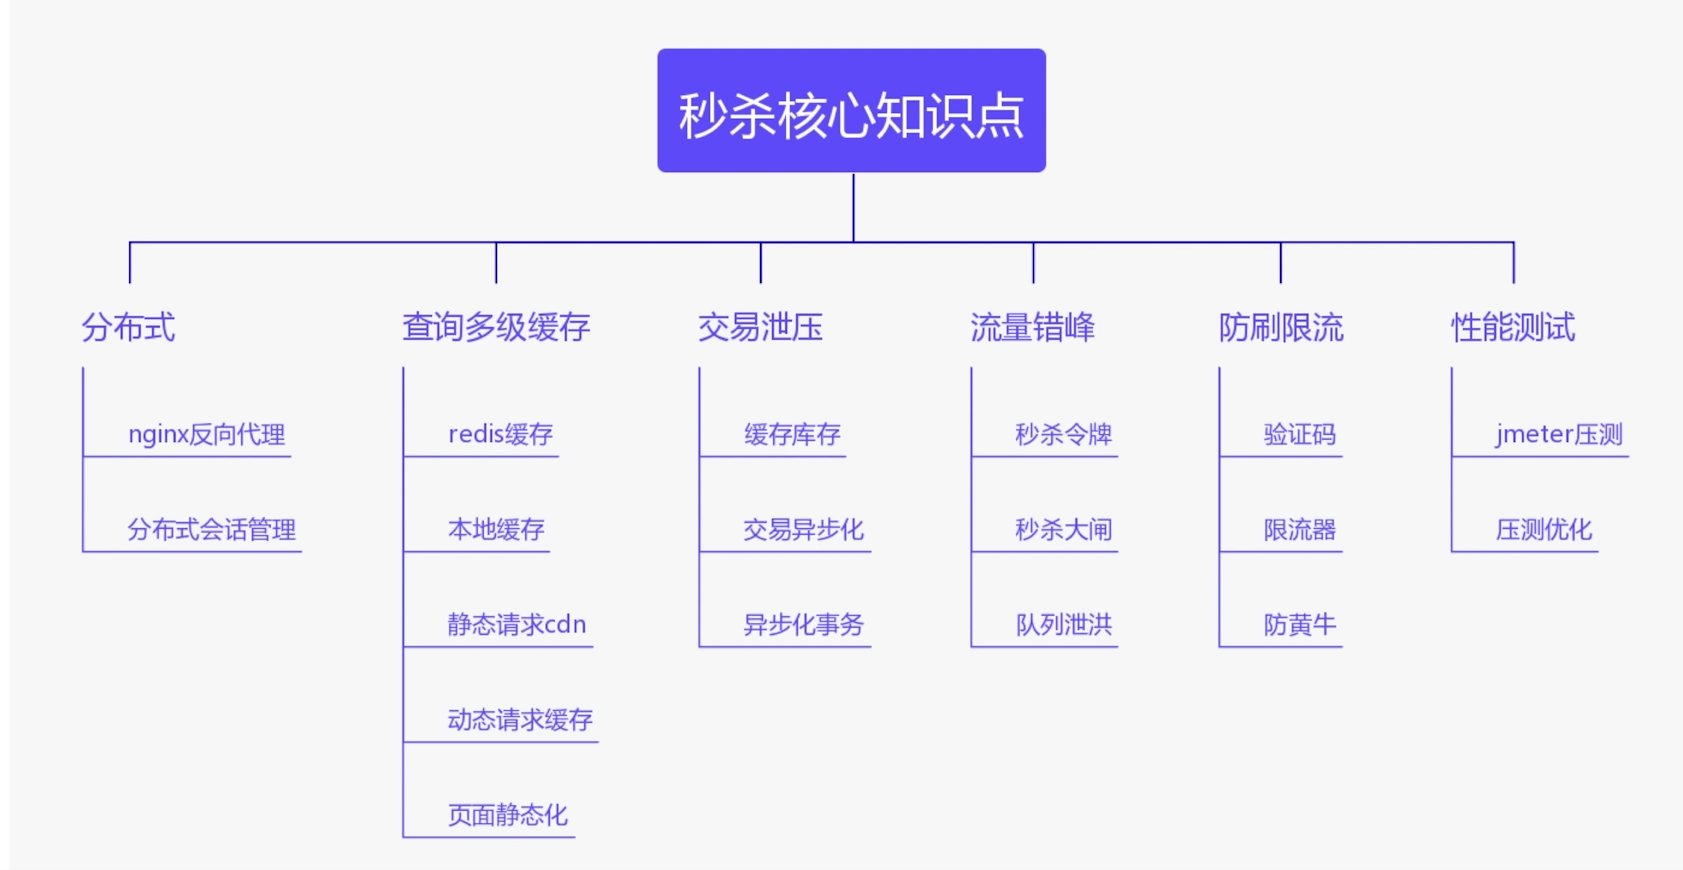 秒杀核心知识点
分布式
nginx反向代理
分布式会话管理
查询多级缓存
redis缓存
本地缓存
静态请求cdn
动态请求缓存
页面静态化
交易泄压
缓存库存
交易异步化
异步化事务
流量错峰
秒杀令牌
秒杀大闸
队列泄洪
防刷限流
验证码
限流器
防黄牛
性能测试
jmeter压测
压测优化